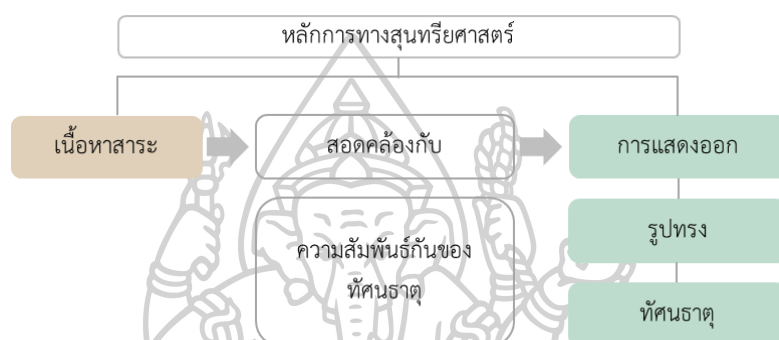 หลักการทางสุนทรียศาสตร์
เนื้อหาสาระ
สอดคล้องกับ
การแสดงออก
รูปทรง
ความสัมพันธ์กันของ
ทัศนธาตุ
ทัศนธาตุ